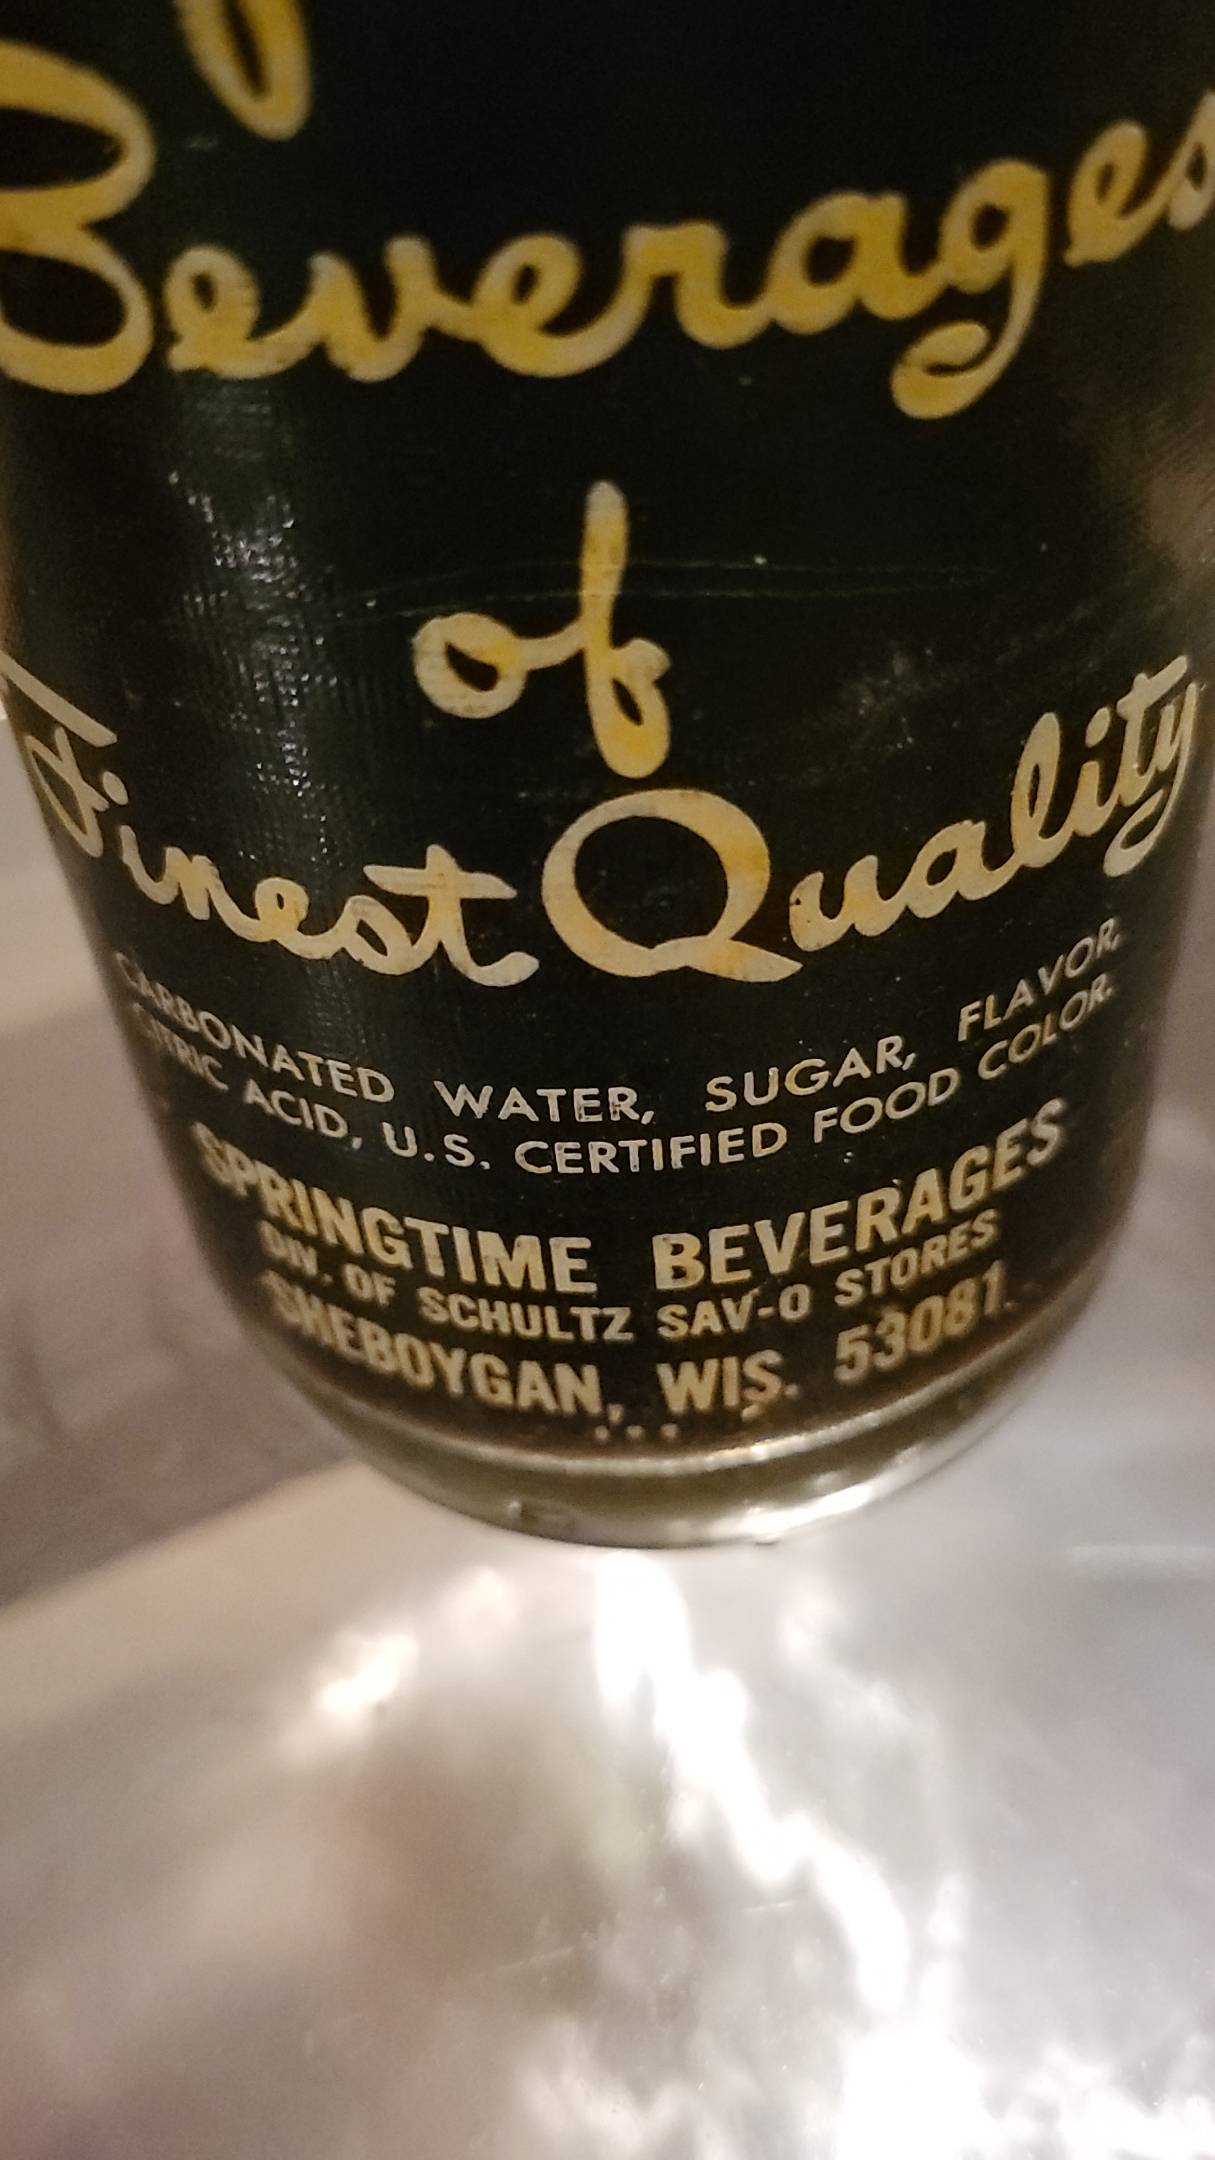 Beverages
of
Finest Quality
CARBONATED WATER, SUGAR, FLAVOR,
CITRIC ACID, U.S. CERTIFIED FOOD COLOR.
SPRINGTIME BEVERAGES
DIV. OF SCHULTZ SAV-O STORES
SHEBOYGAN, WIS. 53081